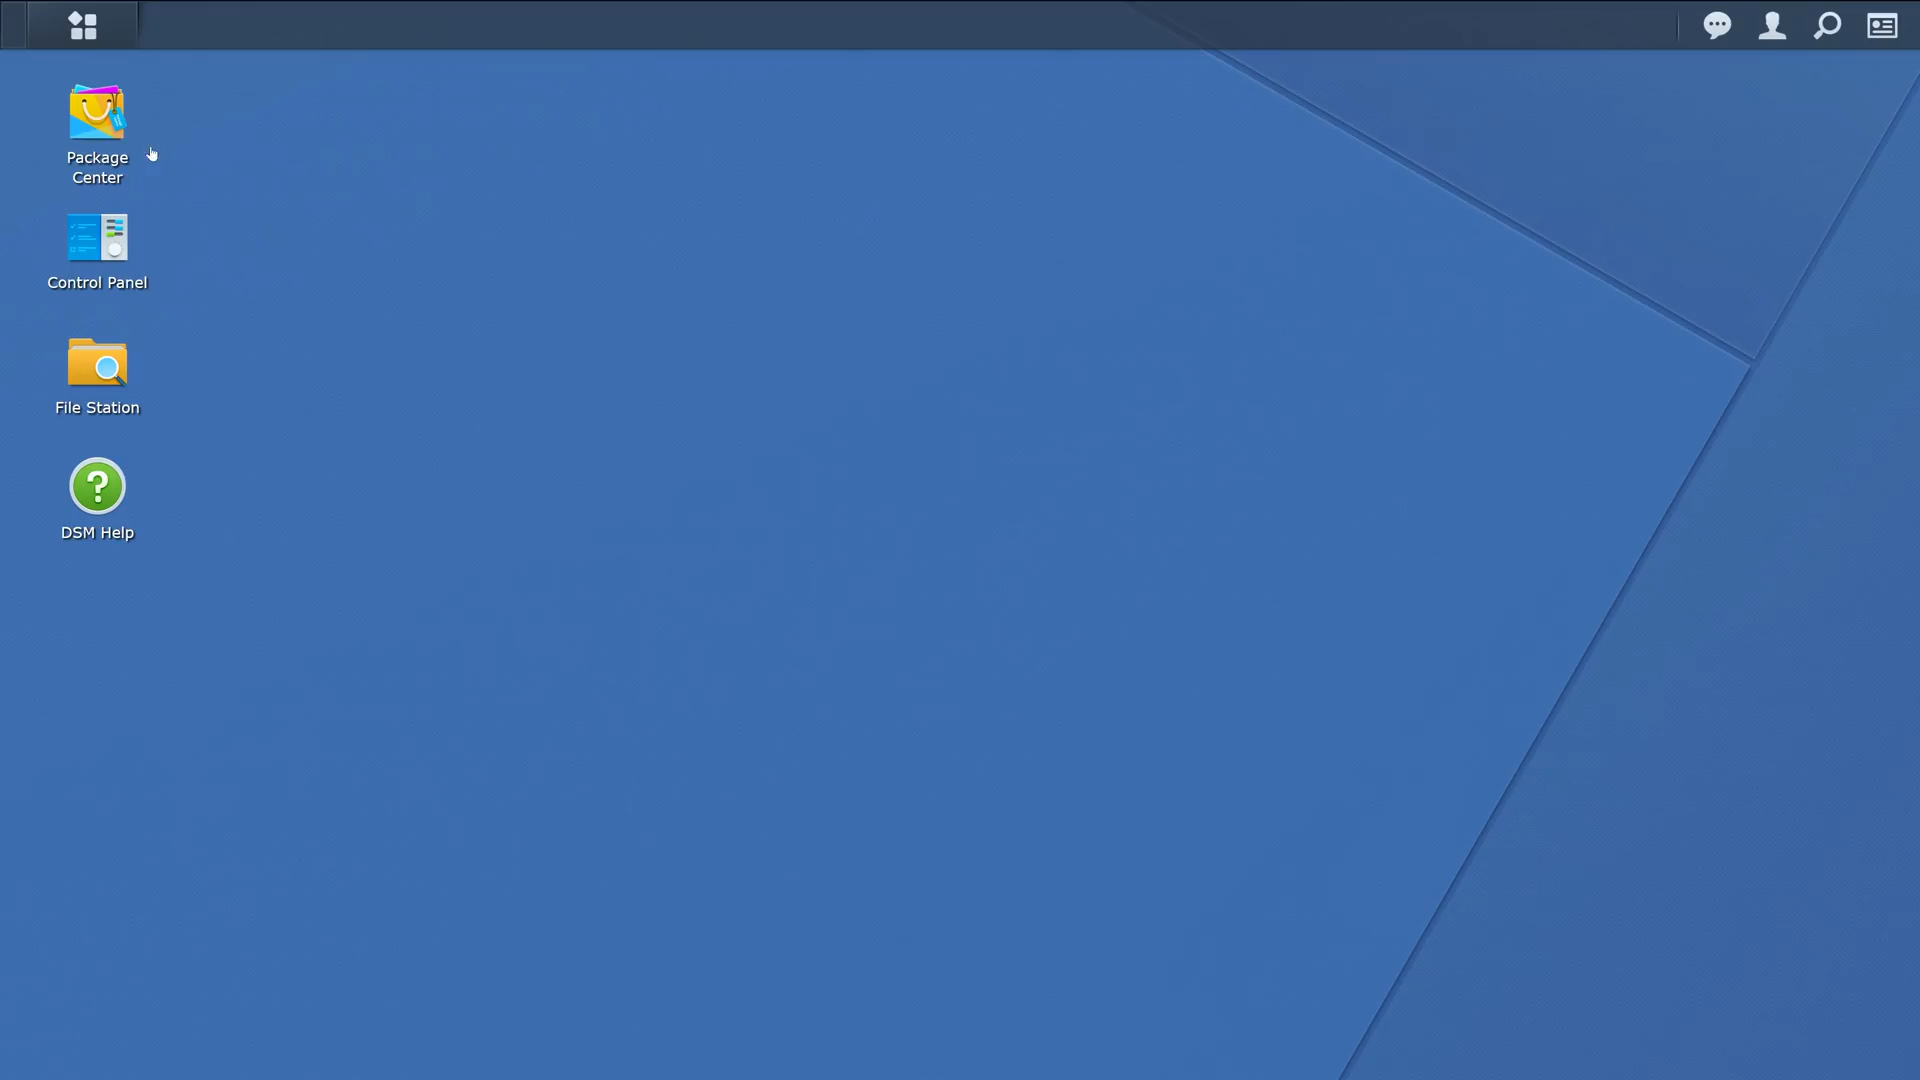 Package
Center
Control Panel
File Station
?
DSM Help